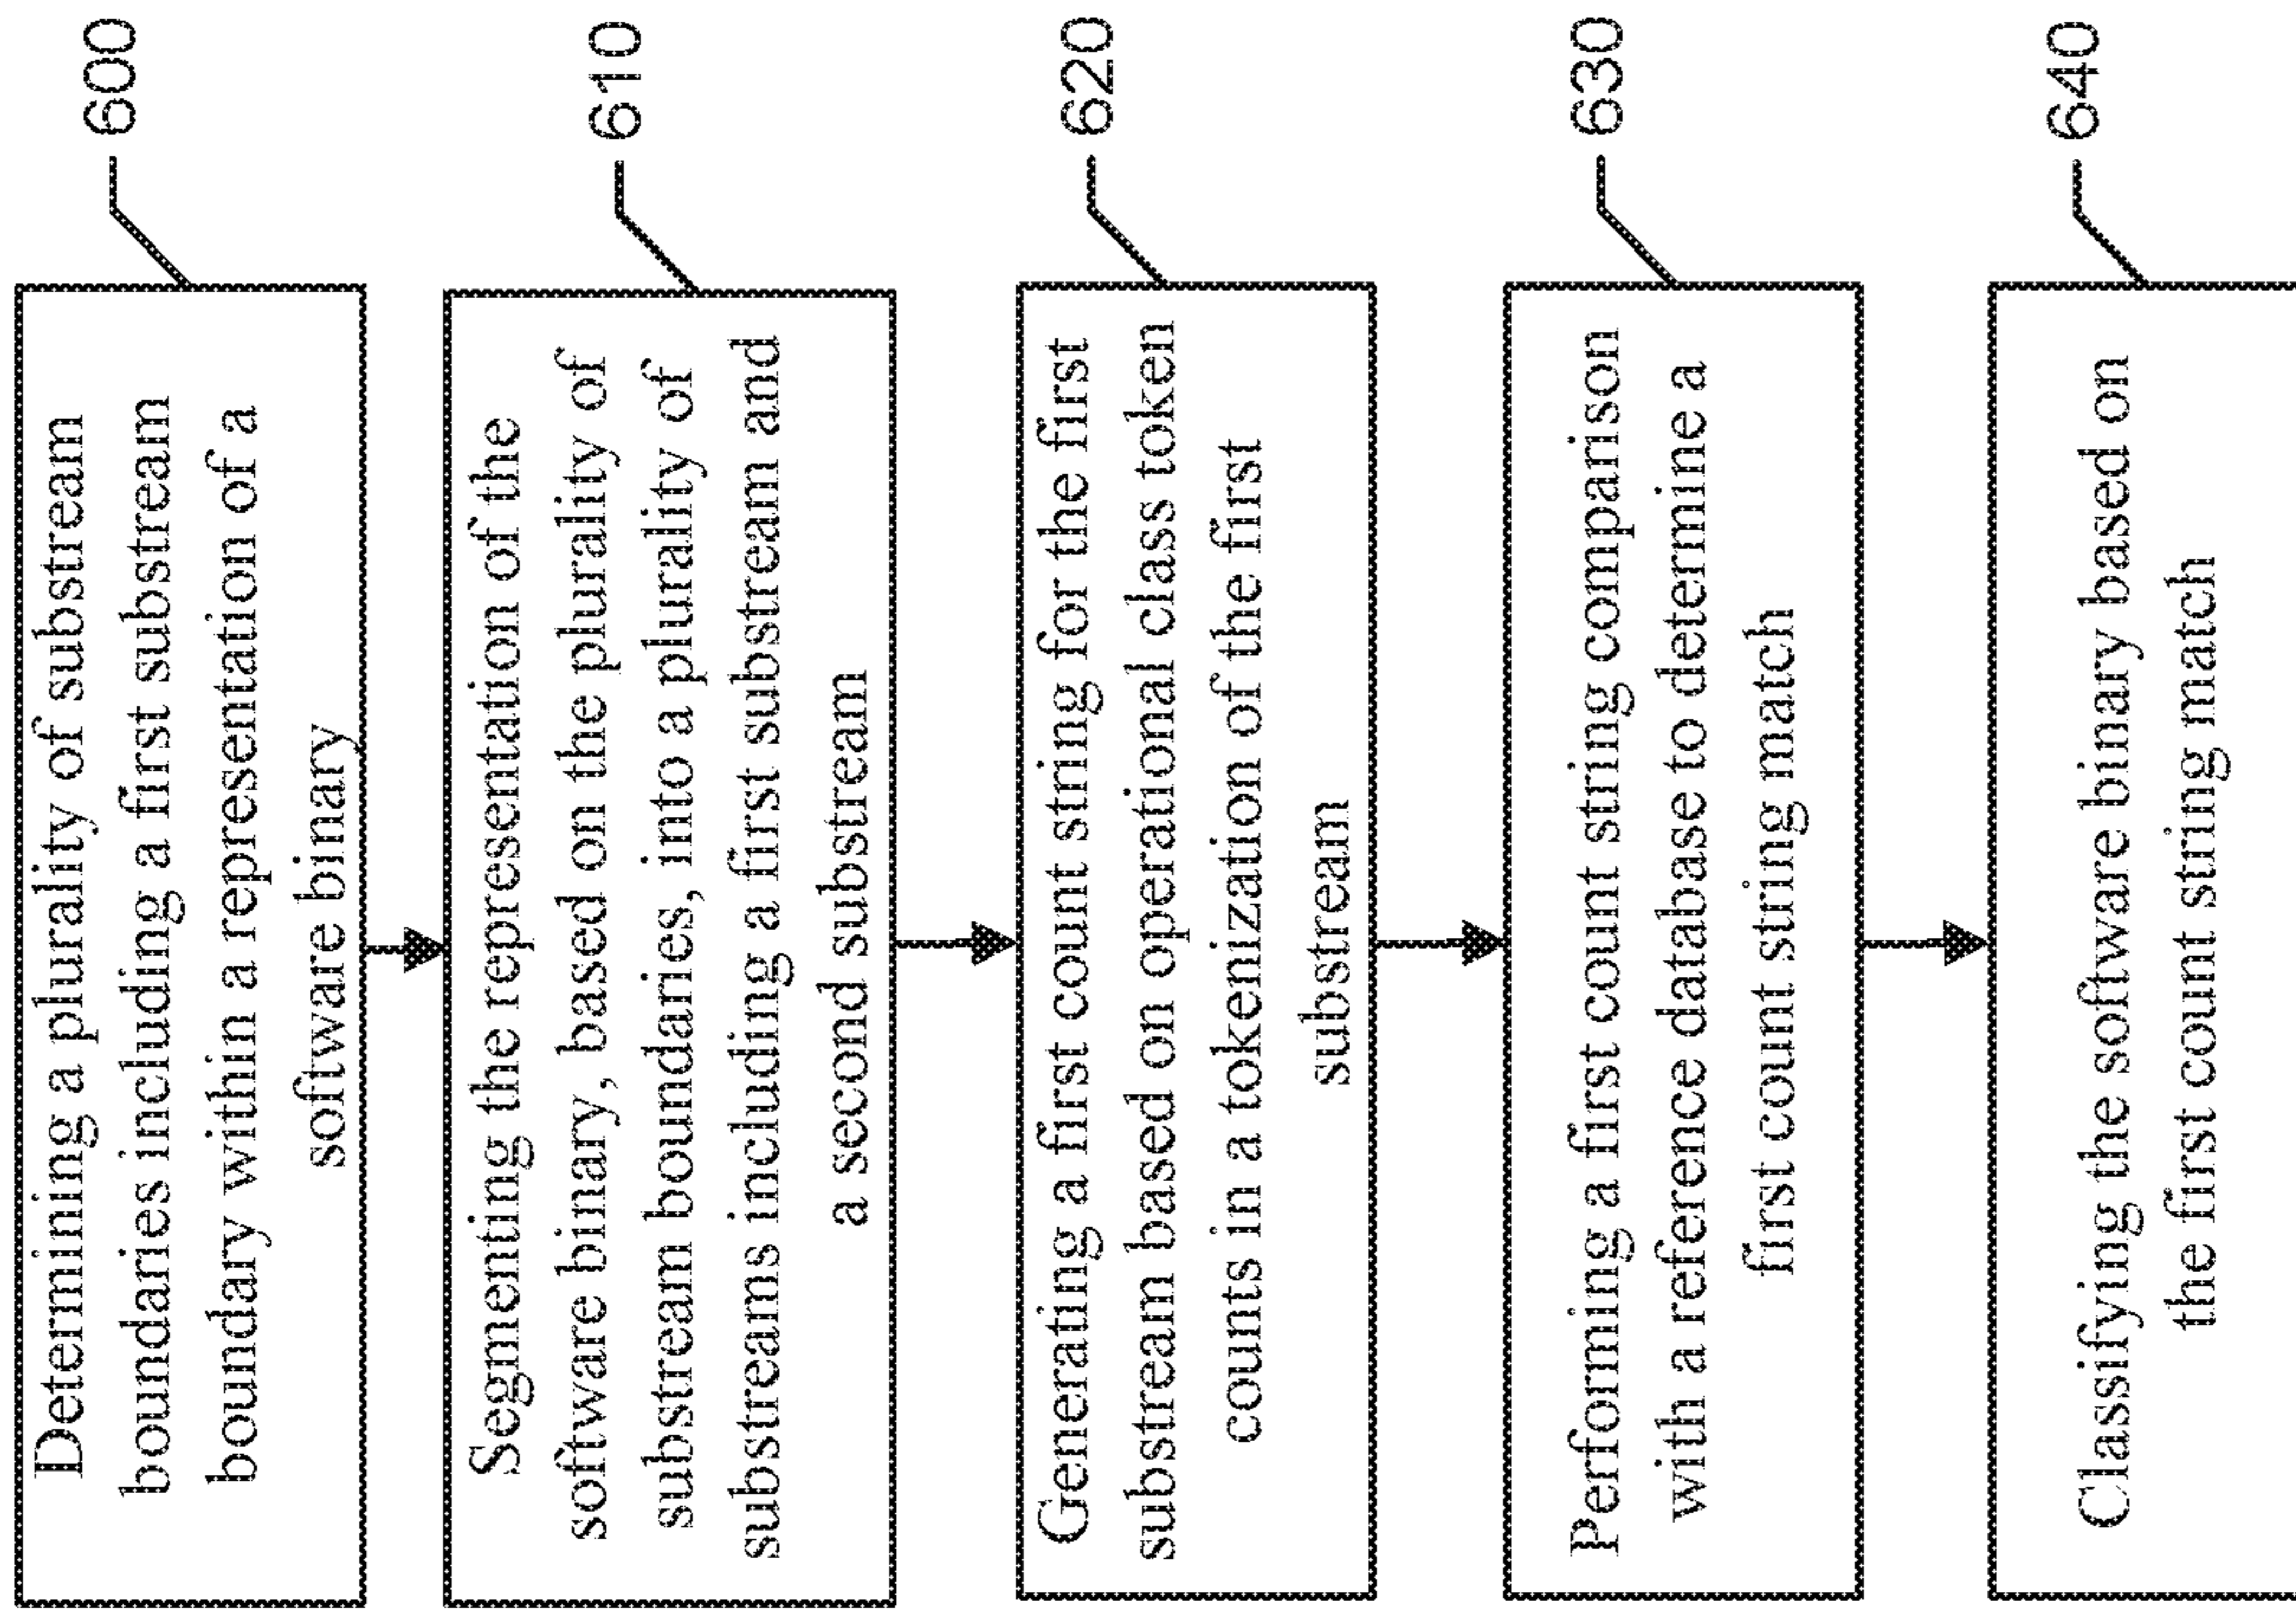 Determining a plurality of substream
boundaries including a first substream
boundary within a representation of a
software binary
600
Segmenting the representation of the
software binary, based on the plurality of
substream boundaries, into a plurality of
substreams including a first substream and
a second substream
610
Generating a first count string for the first
substream based on operational class token
counts in a tokenization of the first
substream
620
Performing a first count string comparison
with a reference database to determine a
first count string match
630
Classifying the software binary based on
the first count string match
640